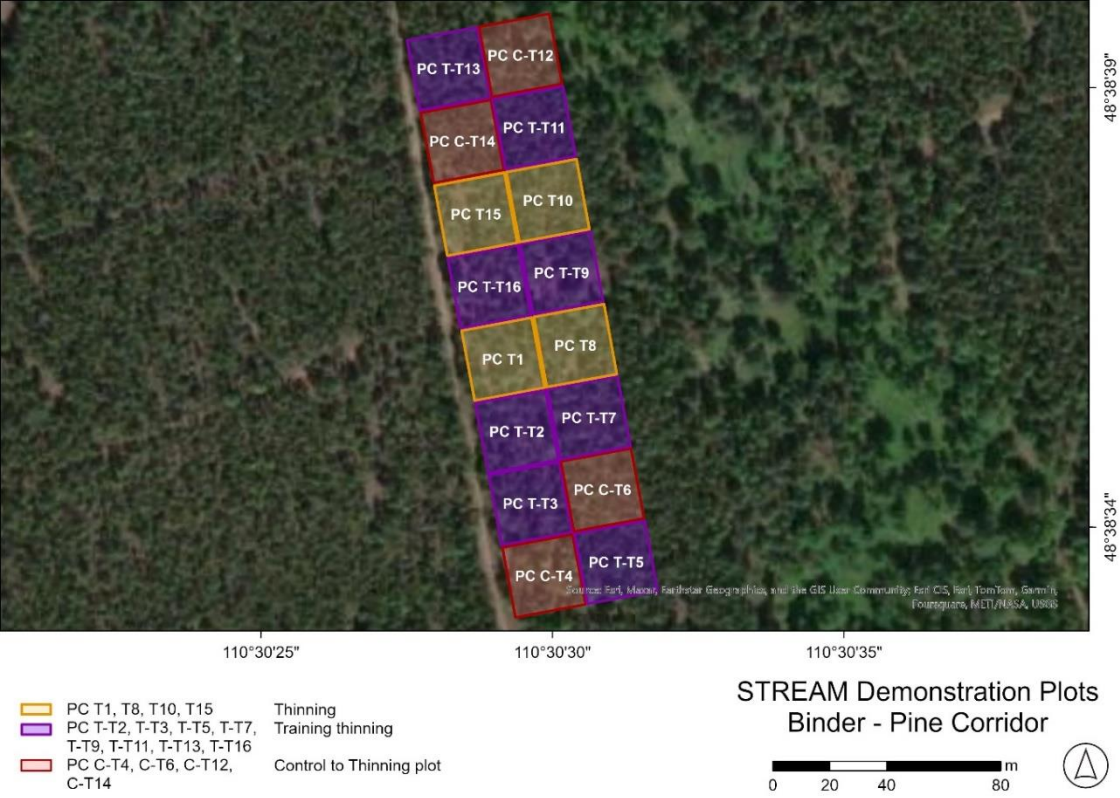 PC T-T13 PC C-T12
PC C-T14 PC T-T11
PC T15 PC T10
PC T-T16 PC T-T9
PC T1 PC T8
PC T-T2 PC T-T7
PC T-T3 PC C-T6
PC C-T4 PC T-T5
48°38'39"
48°38'34"
Source: Esri, Maxar, Earthstar Geographics, and the GIS User Community; Esri CIS, Esri, TomTom, Garmin,
Foursquare, METI/NASA, USGS
110°30'25" 110°30'30" 110°30'35"
PC T1, T8, T10, T15 Thinning
PC T-T2, T-T3, T-T5, T-T7, Training thinning
T-T9, T-T11, T-T13, T-T16
PC C-T4, C-T6, C-T12, Control to Thinning plot
C-T14
STREAM Demonstration Plots
Binder - Pine Corridor
0 20 40 80 m